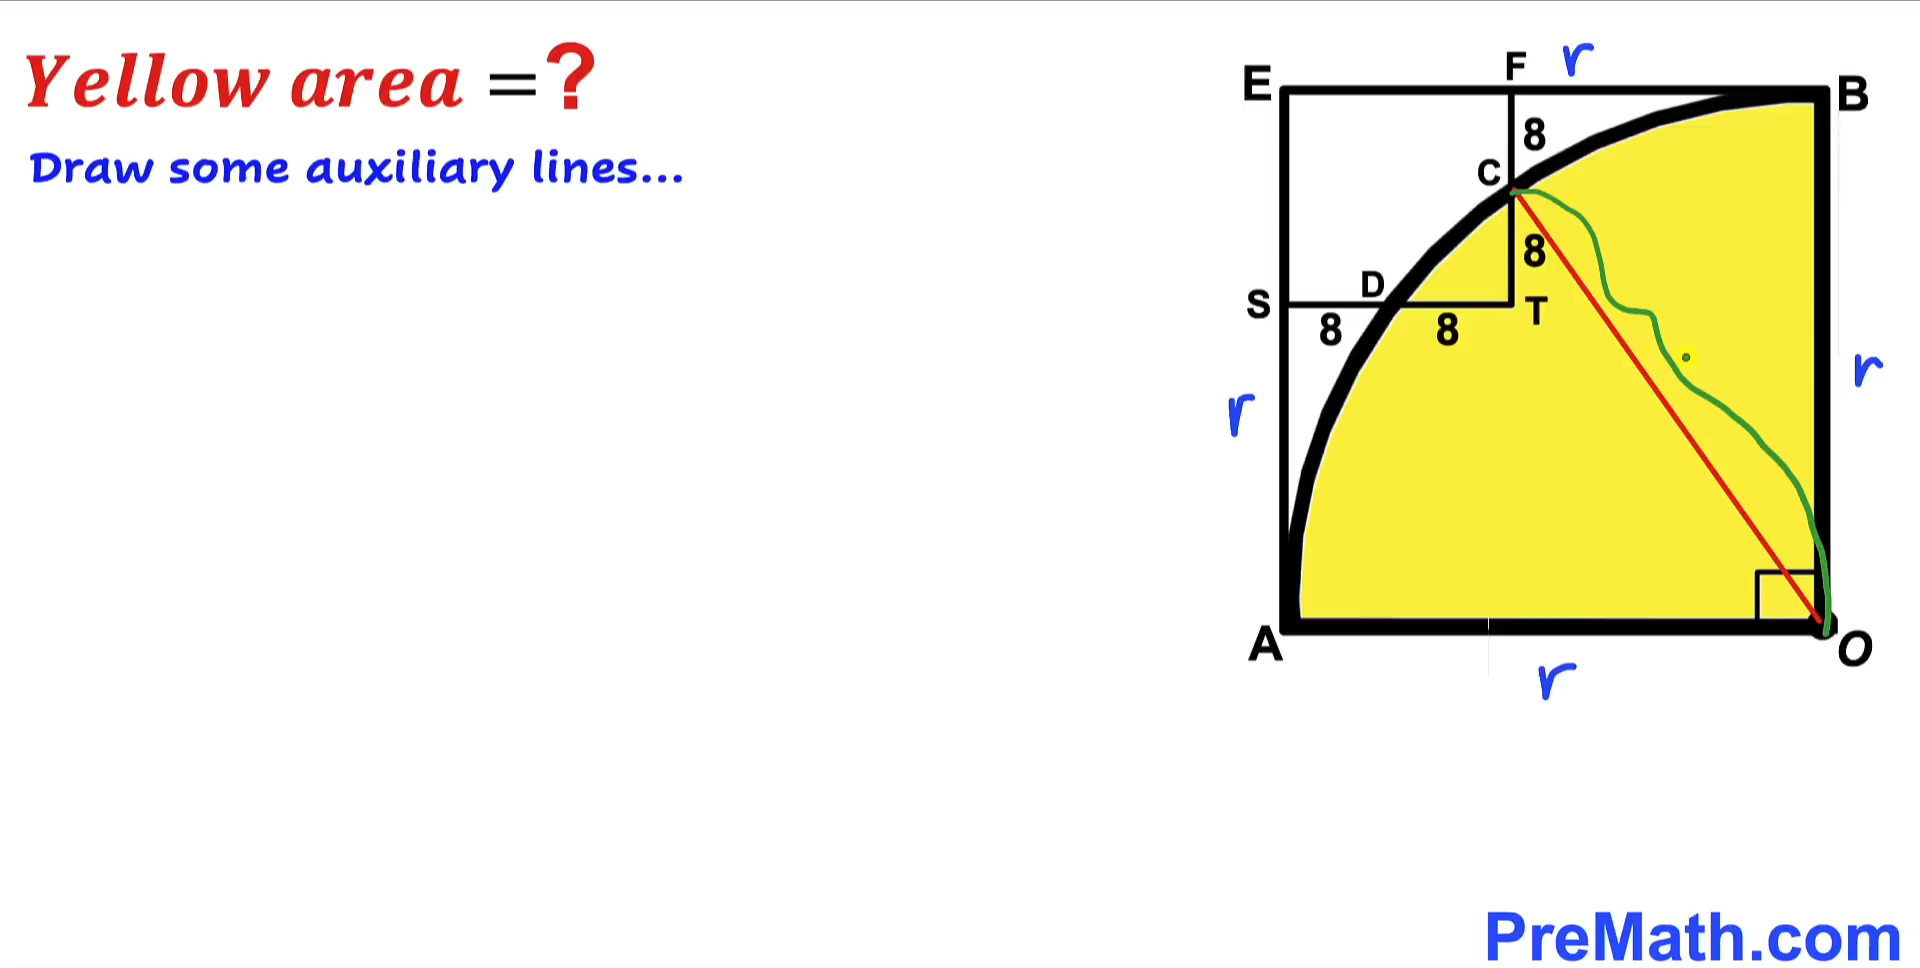 Yellow area =?
Draw some auxiliary lines...
F r
E B
8
C
8
D
S T
8 8
r r
A O
r
PreMath.com